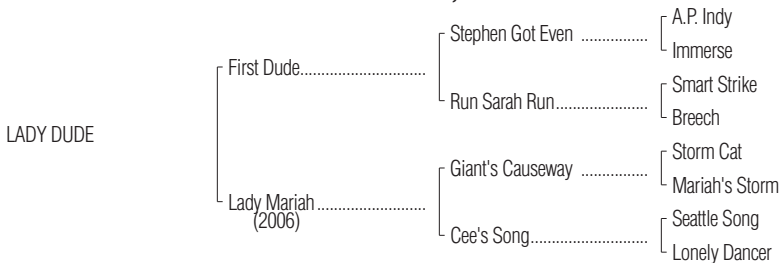 A.P. Indy
Stephen Got Even ................
Immerse
First Dude............................
Smart Strike
Run Sarah Run.....................
Breech
LADY DUDE
Storm Cat
Giant's Causeway ................
Mariah's Storm
Lady Mariah........................
(2006)
Seattle Song
Cee's Song...........................
Lonely Dancer